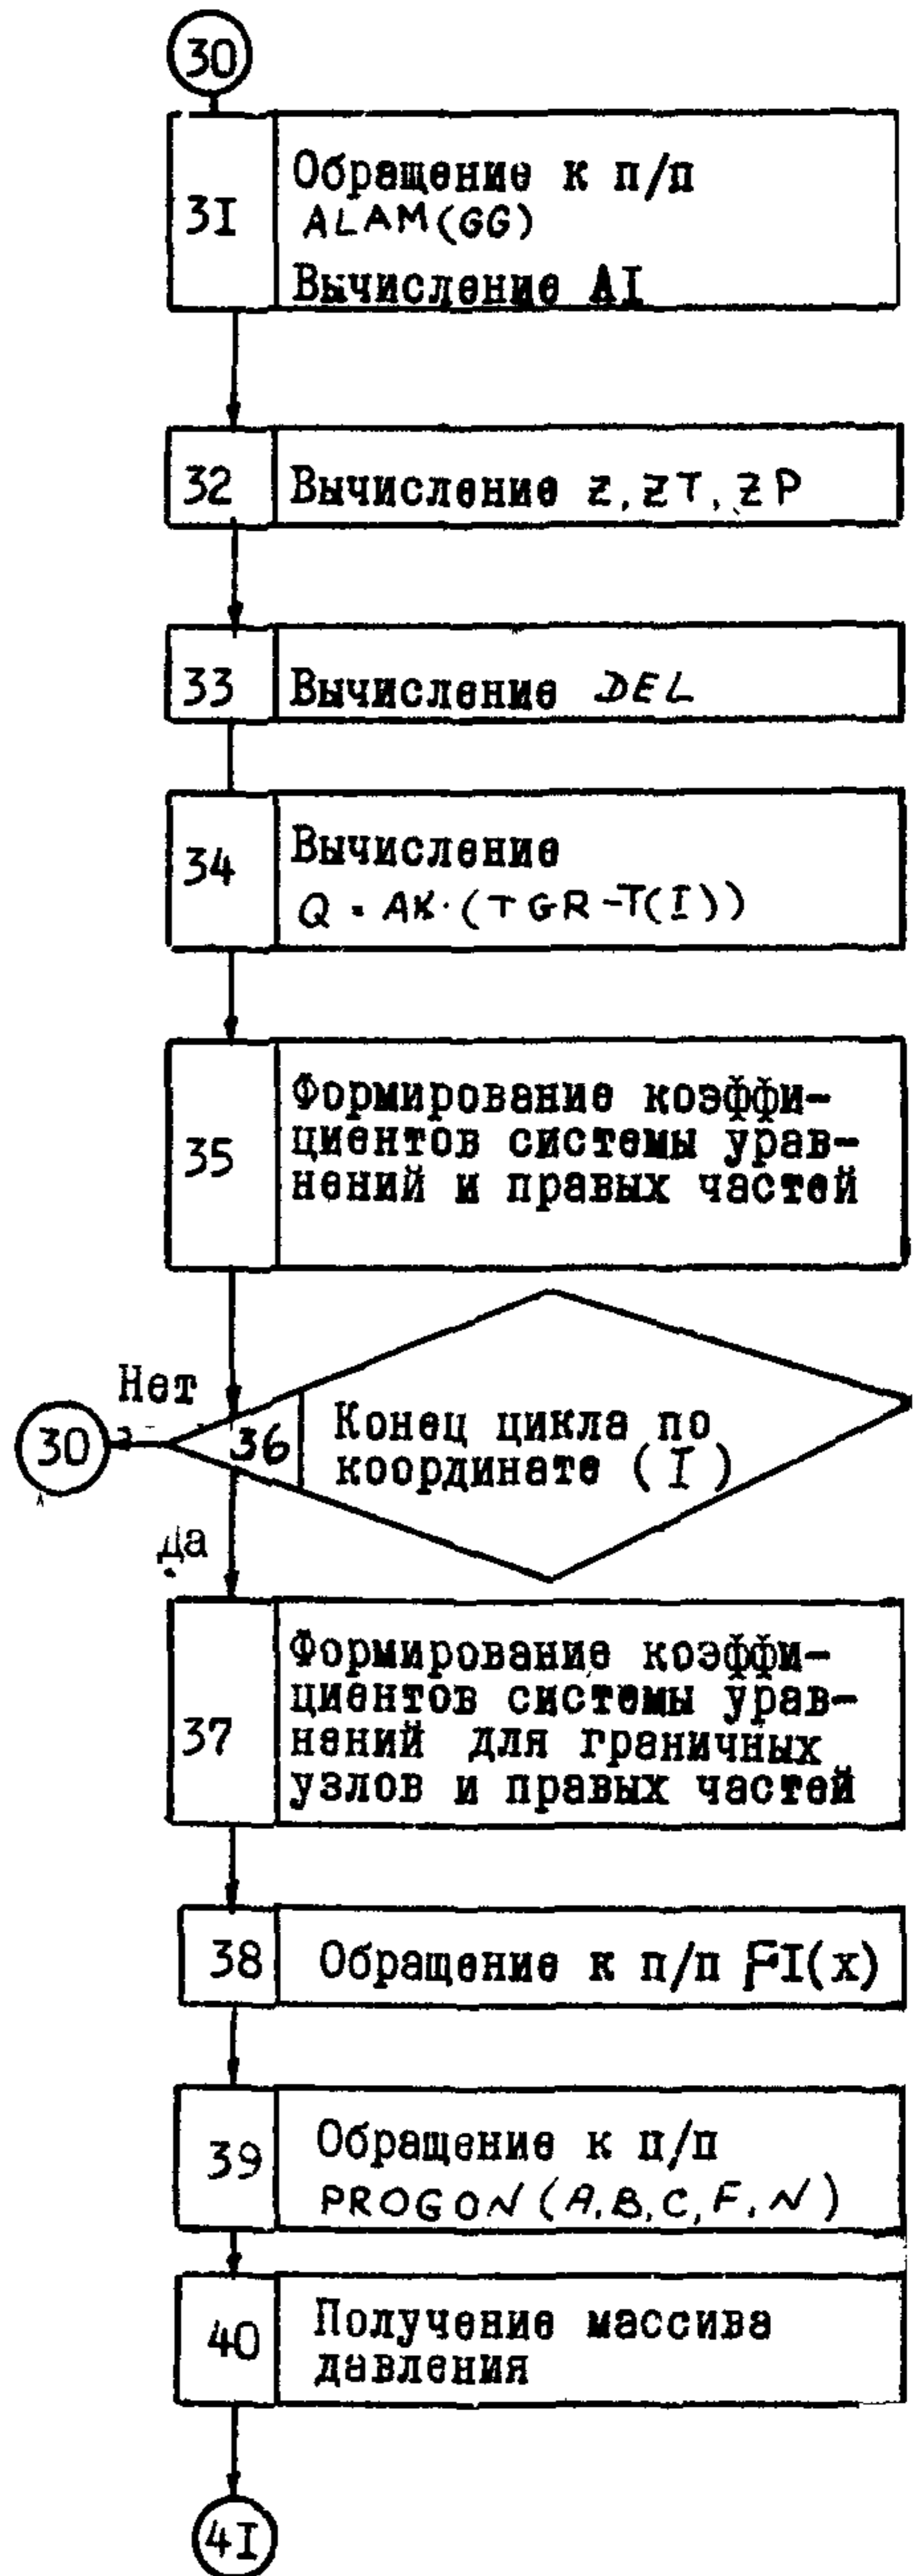 30
3I
Обращение к п/п
ALAM(GG)
Вычисление AI
32
Вычисление Z, ZT, ZP
33
Вычисление DEL
34
Вычисление
Q = AK·(TGR-T(I))
35
Формирование коэффи-
циентов системы урав-
нений и правых частей
Нет
30
36
Конец цикла по
координате (I)
да
37
Формирование коэффи-
циентов системы урав-
нений для граничных
узлов и правых частей
38
Обращение к п/п FI(x)
39
Обращение к п/п
PROGON(A,B,C,F,N)
40
Получение массива
давления
4I